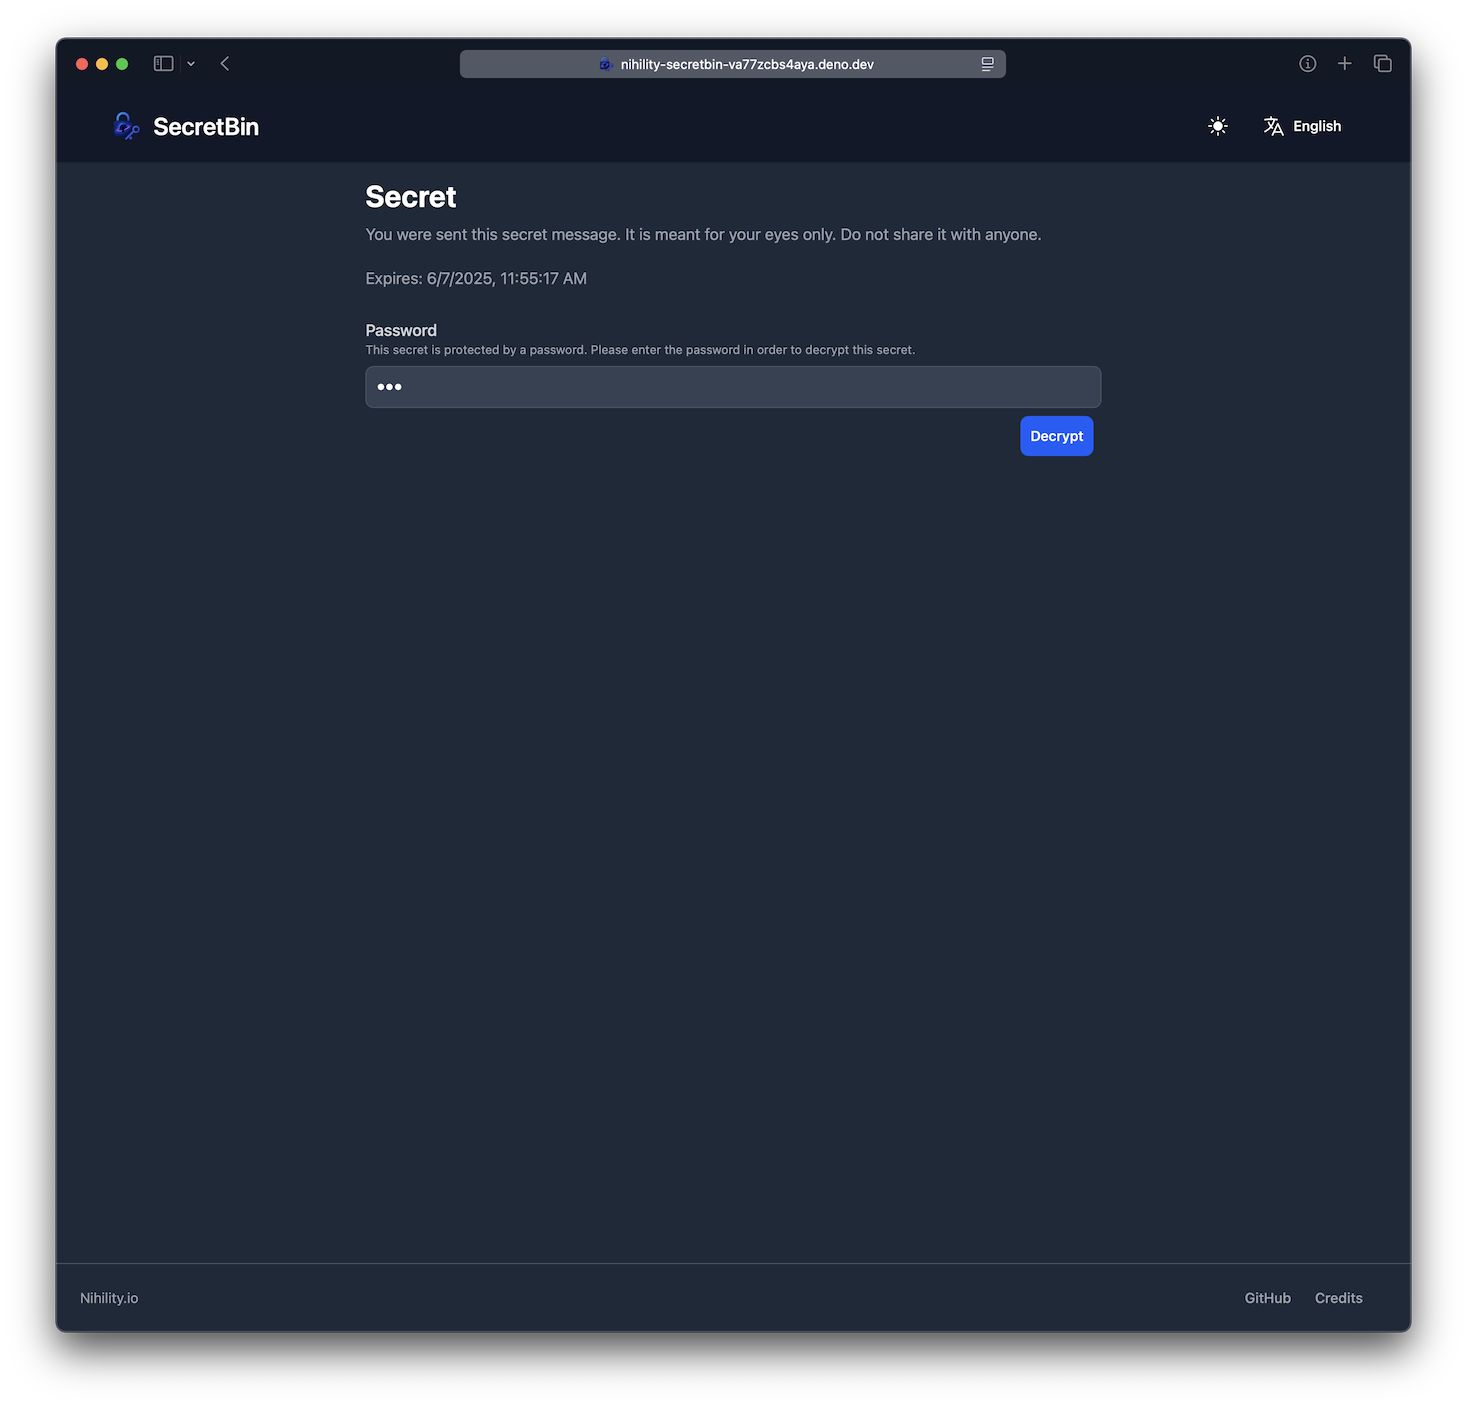 nihility-secretbin-va77zcbs4aya.deno.dev
SecretBin
English
Secret
You were sent this secret message. It is meant for your eyes only. Do not share it with anyone.
Expires: 6/7/2025, 11:55:17 AM
Password
This secret is protected by a password. Please enter the password in order to decrypt this secret.
•••
Decrypt
Nihility.io
GitHub
Credits